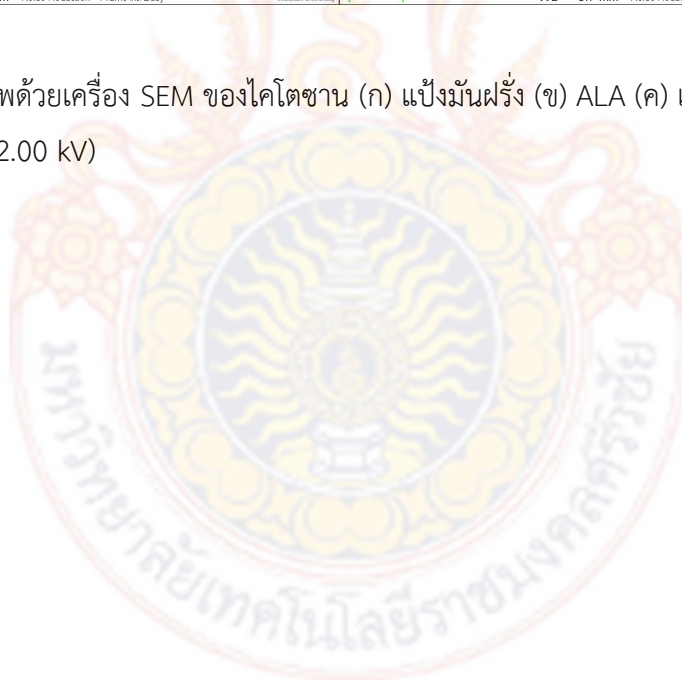 พด้วยเครื่อง SEM ของไคโตซาน (ก) แป้งมันฝรั่ง (ข) ALA (ค)
2.00 kV)
มหาวิทยาลัยเทคโนโลยีราชมงคลศรีวิชัย